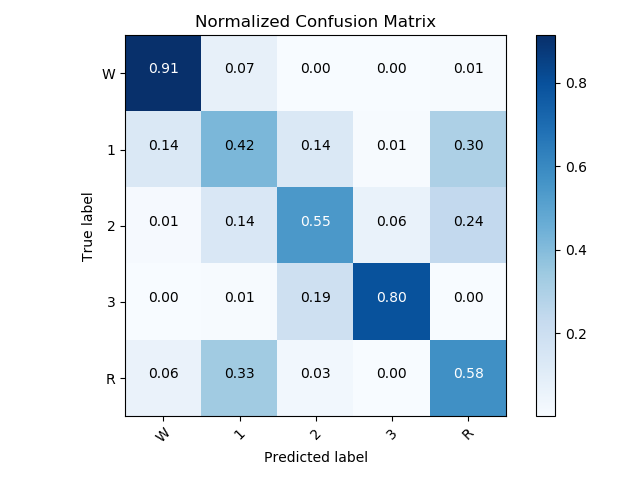 Normalized Confusion Matrix
W 0.91 0.07 0.00 0.00 0.01
1 0.14 0.42 0.14 0.01 0.30
2 0.01 0.14 0.55 0.06 0.24
3 0.00 0.01 0.19 0.80 0.00
R 0.06 0.33 0.03 0.00 0.58
W 1 2 3 R
True label
Predicted label
0.8
0.6
0.4
0.2